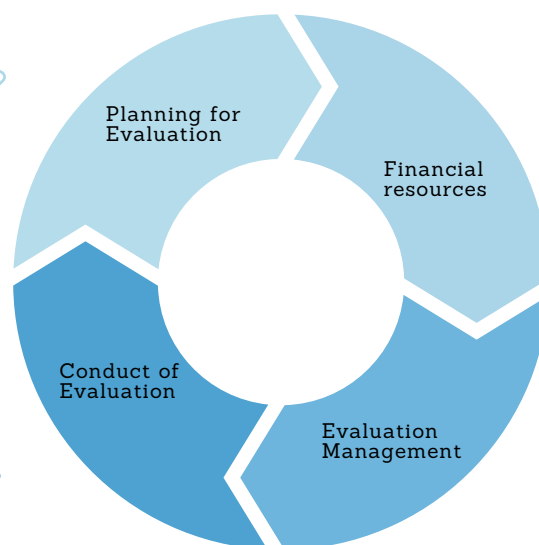 Planning for
Evaluation
Financial
resources
Conduct of
Evaluation
Evaluation
Management